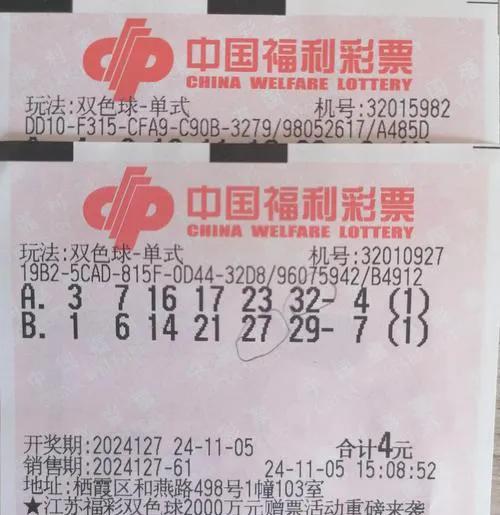 中国福利彩票
CHINA WELFARE LOTTERY
玩法:双色球-单式 机号:32015982
DD10-F315-CFA9-C90B-3279/98052617/A485D
中国福利彩票
CHINA WELFARE LOTTERY
玩法:双色球-单式 机号:32010927
19B2-5CAD-815F-0D44-32D8/96075942/B4912
A. 3 7 16 17 23 32- 4 (1)
B. 1 6 14 21 27 29- 7 (1)
开奖期:2024127 24-11-05 合计4元
销售期:2024127-61 24-11-05 15:08:52
地址:栖霞区和燕路498号1幢103室
★江苏福彩双色球2000万元赠票活动重磅来袭